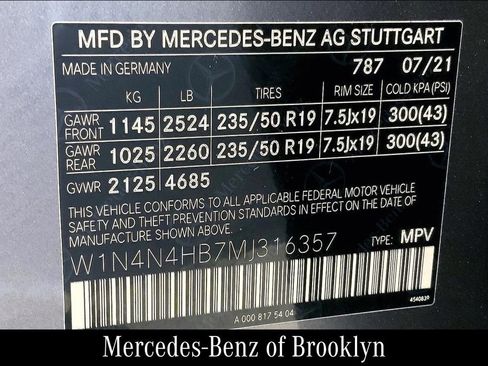 MFD BY MERCEDES-BENZ AG STUTTGART
MADE IN GERMANY 787 07/21
KG LB TIRES RIM SIZE COLD KPA(PSI)
GAWR FRONT 1145 2524 235/50 R19 7.5Jx19 300(43)
GAWR REAR 1025 2260 235/50 R19 7.5Jx19 300(43)
GVWR 2125 4685
THIS VEHICLE CONFORMS TO ALL APPLICABLE FEDERAL MOTOR VEHICLE
SAFETY AND THEFT PREVENTION STANDARDS IN EFFECT ON THE DATE OF
MANUFACTURE SHOWN ABOVE.
W1N4N4HB7MJ316357 TYPE: MPV
A 000 817 54 04
Mercedes-Benz of Brooklyn